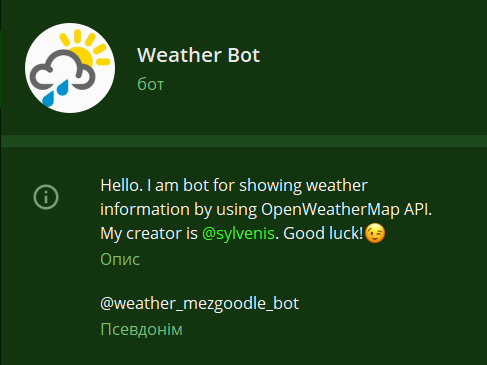 Weather Bot
бот
Hello. I am bot for showing weather
information by using OpenWeatherMap API.
My creator is @sylvenis. Good luck!😉
Опис
@weather_mezgoodle_bot
Псевдонім